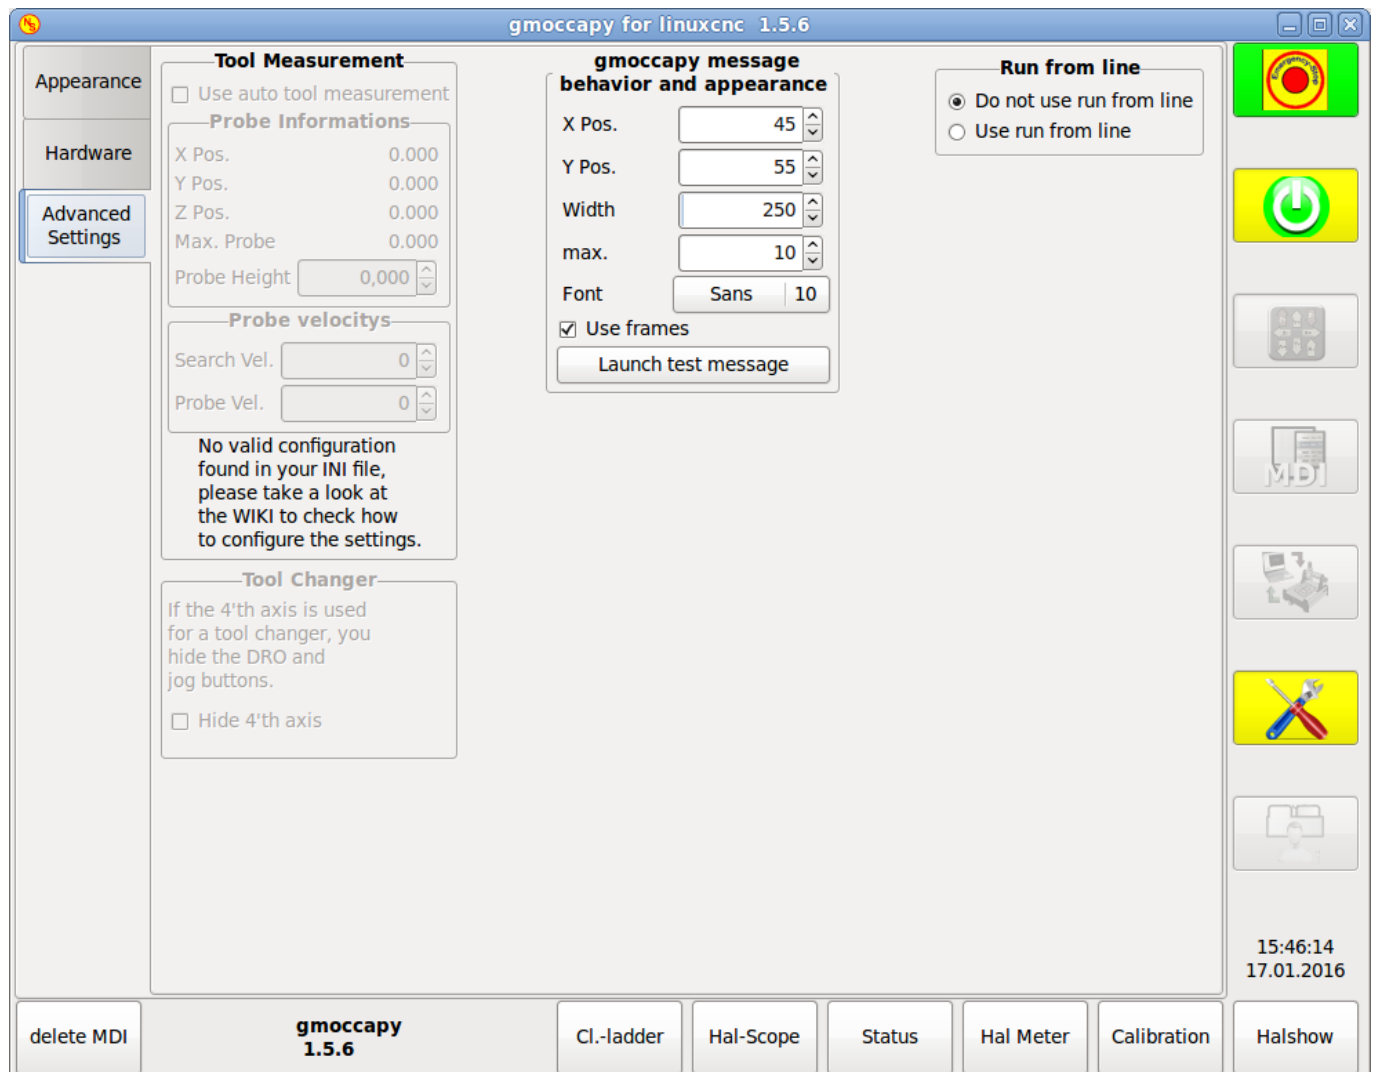 gmoccapy for linuxcnc 1.5.6
Appearance
Hardware
Advanced
Settings
Tool Measurement
Use auto tool measurement
Probe Informations
X Pos. 0.000
Y Pos. 0.000
Z Pos. 0.000
Max. Probe 0.000
Probe Height 0,000
Probe velocitys
Search Vel. 0
Probe Vel. 0
No valid configuration
found in your INI file,
please take a look at
the WIKI to check how
to configure the settings.
Tool Changer
If the 4'th axis is used
for a tool changer, you
hide the DRO and
jog buttons.
Hide 4'th axis
gmoccapy message
behavior and appearance
X Pos. 45
Y Pos. 55
Width 250
max. 10
Font Sans 10
Use frames
Launch test message
Run from line
Do not use run from line
Use run from line
Emergency-Stop
MDI
15:46:14
17.01.2016
delete MDI
gmoccapy
1.5.6
Cl.-ladder
Hal-Scope
Status
Hal Meter
Calibration
Halshow